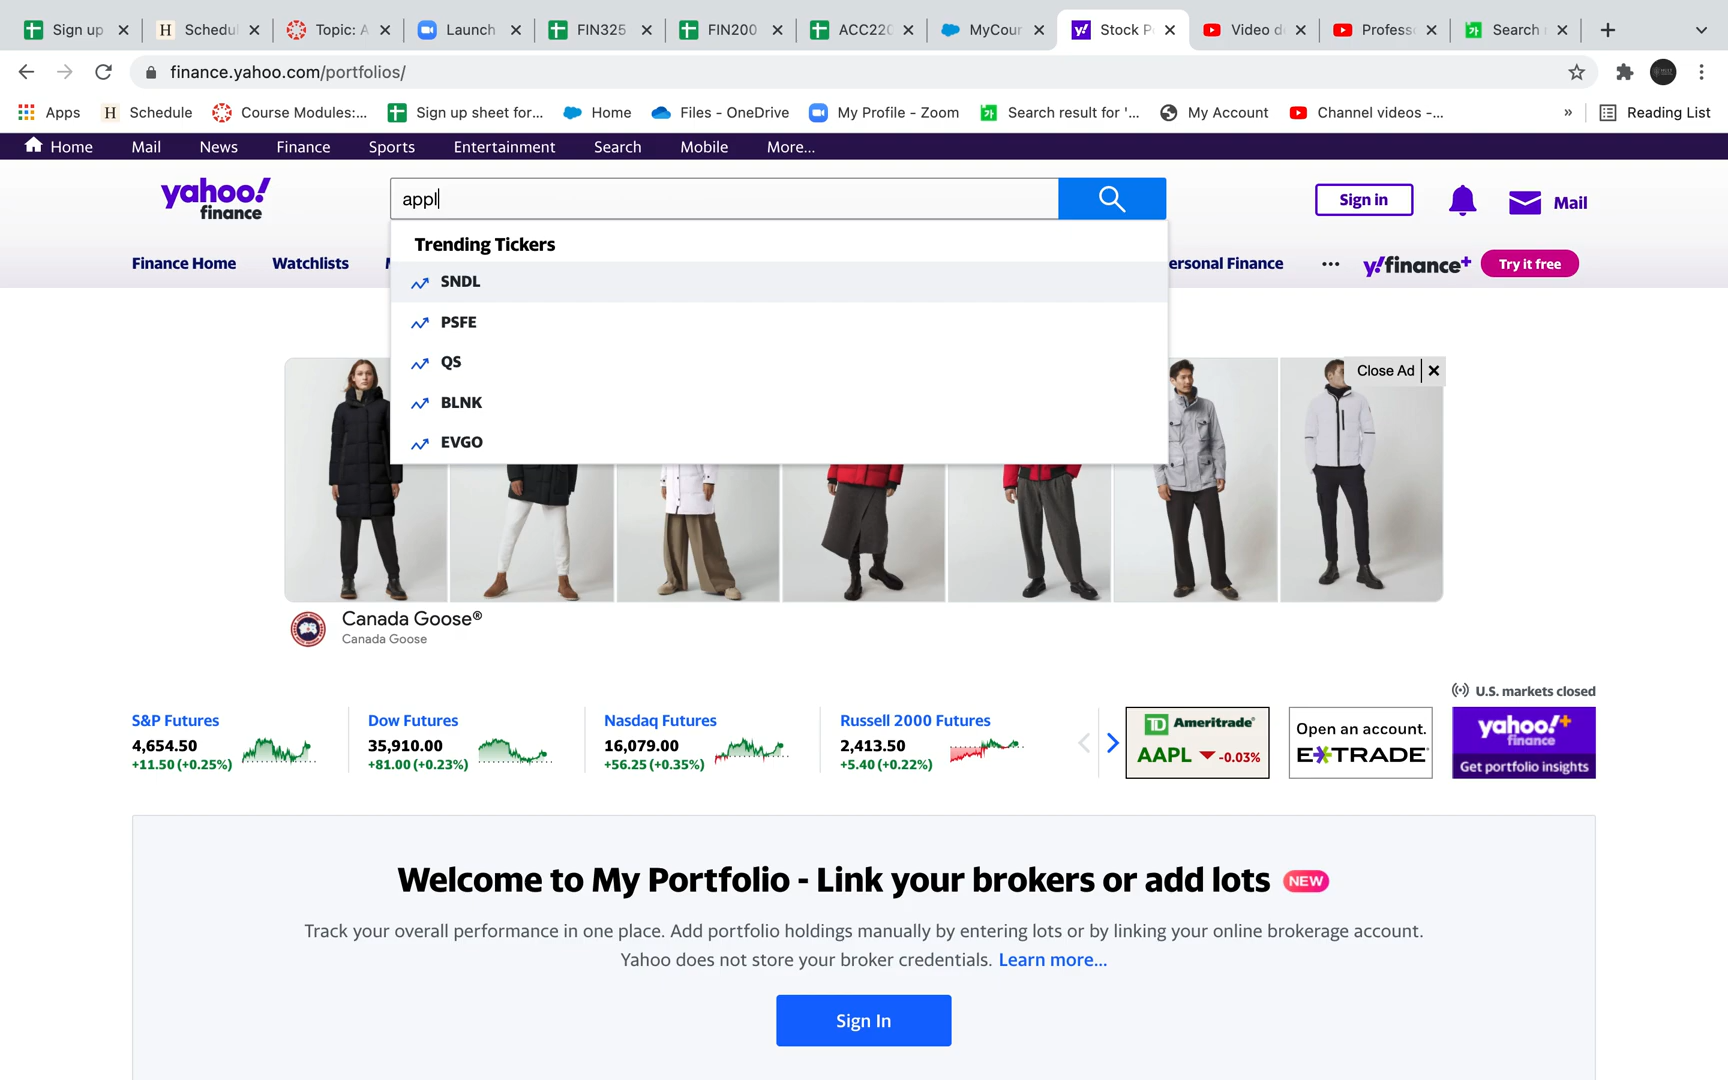 Sign up
Schedul
Topic: A
Launch
FIN325
FIN200
ACC220
MyCour
Stock P
Video d
Profess
Search
finance.yahoo.com/portfolios/
Apps
H Schedule
Course Modules:...
Sign up sheet for...
Home
Files - OneDrive
My Profile - Zoom
Search result for '...
My Account
Channel videos -...
»
Reading List
Home
Mail
News
Finance
Sports
Entertainment
Search
Mobile
More...
yahoo!
finance
appl
Sign in
Mail
Trending Tickers
SNDL
PSFE
QS
BLNK
EVGO
Finance Home
Watchlists
ersonal Finance
...
y!finance+
Try it free
Close Ad
Canada Goose®
Canada Goose
U.S. markets closed
S&P Futures
4,654.50
+11.50 (+0.25%)
Dow Futures
35,910.00
+81.00 (+0.23%)
Nasdaq Futures
16,079.00
+56.25 (+0.35%)
Russell 2000 Futures
2,413.50
+5.40 (+0.22%)
TD Ameritrade
AAPL -0.03%
Open an account.
E*TRADE
yahoo!+
finance
Get portfolio insights
Welcome to My Portfolio - Link your brokers or add lots NEW
Track your overall performance in one place. Add portfolio holdings manually by entering lots or by linking your online brokerage account.
Yahoo does not store your broker credentials. Learn more...
Sign In